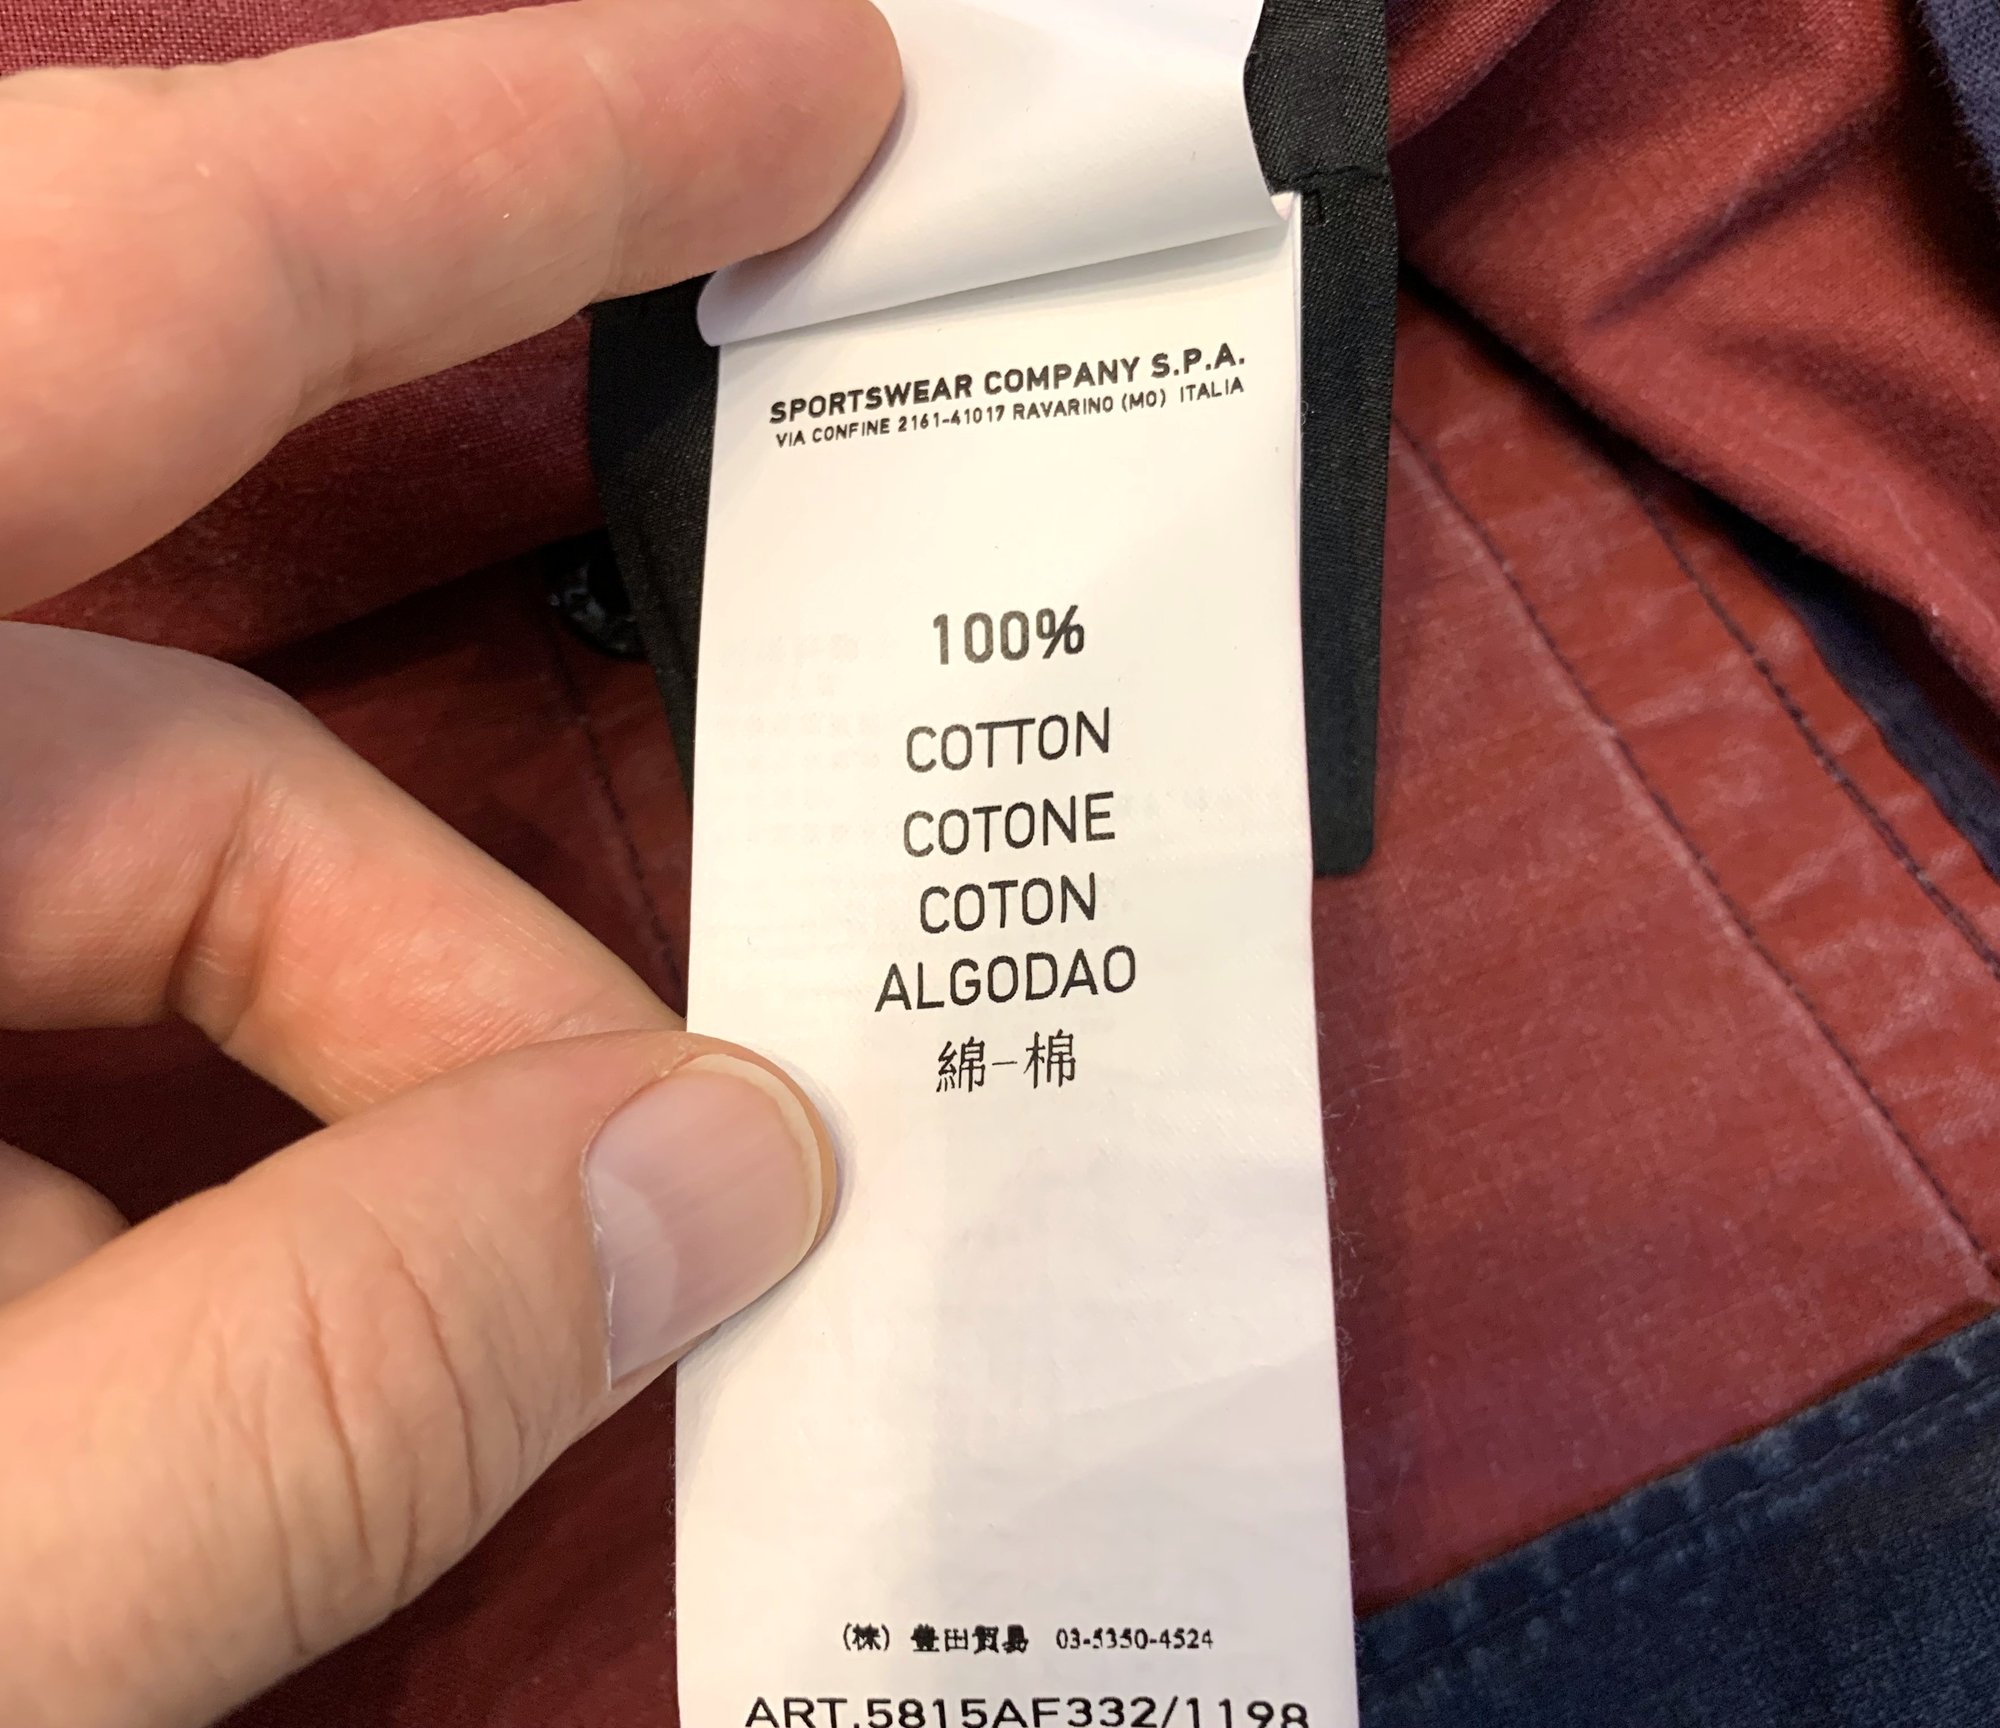 SPORTSWEAR COMPANY S.P.A.
VIA CONFINE 2161-41017 RAVARINO (MO) ITALIA
100%
COTTON
COTONE
COTON
ALGODAO
綿-棉
(株) 豊田貿易 03-5350-4524
ART.5815AF332/1198